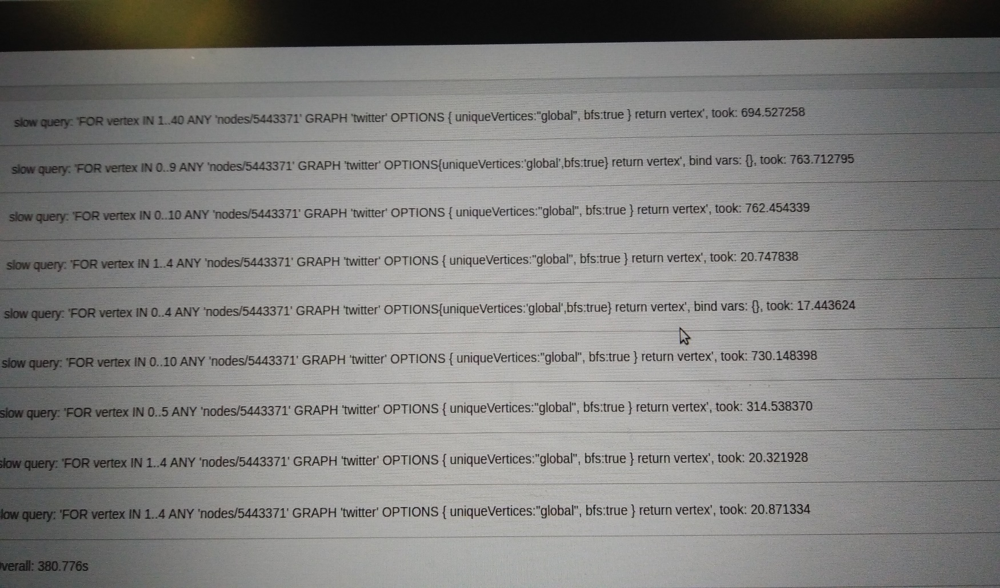 slow query: 'FOR vertex IN 1..40 ANY 'nodes/5443371' GRAPH 'twitter' OPTIONS { uniqueVertices:"global", bfs:true } return vertex', took: 694.527258
slow query: 'FOR vertex IN 0..9 ANY 'nodes/5443371' GRAPH 'twitter' OPTIONS{uniqueVertices:'global',bfs:true} return vertex', bind vars: {}, took: 763.712795
slow query: 'FOR vertex IN 0..10 ANY 'nodes/5443371' GRAPH 'twitter' OPTIONS { uniqueVertices:"global", bfs:true } return vertex', took: 762.454339
slow query: 'FOR vertex IN 1..4 ANY 'nodes/5443371' GRAPH 'twitter' OPTIONS { uniqueVertices:"global", bfs:true } return vertex', took: 20.747838
slow query: 'FOR vertex IN 0..4 ANY 'nodes/5443371' GRAPH 'twitter' OPTIONS{uniqueVertices:'global',bfs:true} return vertex', bind vars: {}, took: 17.443624
slow query: 'FOR vertex IN 0..10 ANY 'nodes/5443371' GRAPH 'twitter' OPTIONS { uniqueVertices:"global", bfs:true } return vertex', took: 730.148398
slow query: 'FOR vertex IN 0..5 ANY 'nodes/5443371' GRAPH 'twitter' OPTIONS { uniqueVertices:"global", bfs:true } return vertex', took: 314.538370
slow query: 'FOR vertex IN 1..4 ANY 'nodes/5443371' GRAPH 'twitter' OPTIONS { uniqueVertices:"global", bfs:true } return vertex', took: 20.321928
low query: 'FOR vertex IN 1..4 ANY 'nodes/5443371' GRAPH 'twitter' OPTIONS { uniqueVertices:"global", bfs:true } return vertex', took: 20.871334
verall: 380.776s